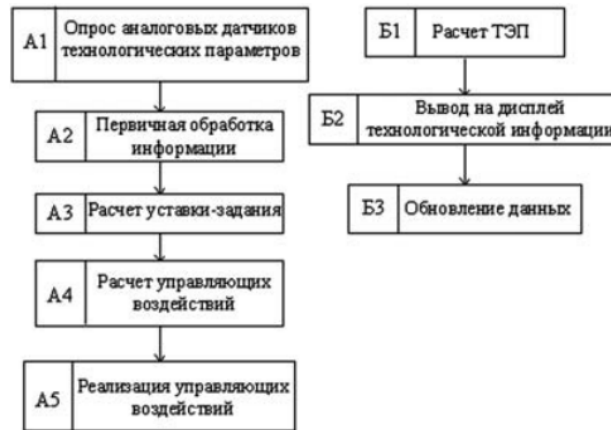 А1
Опрос аналоговых датчиков
технологических параметров
А2
Первичная обработка
информации
А3
Расчет уставки-задания
А4
Расчет управляющих
воздействий
А5
Реализация управляющих
воздействий
Б1
Расчет ТЭП
Б2
Вывод на дисплей
технологической информации
Б3
Обновление данных